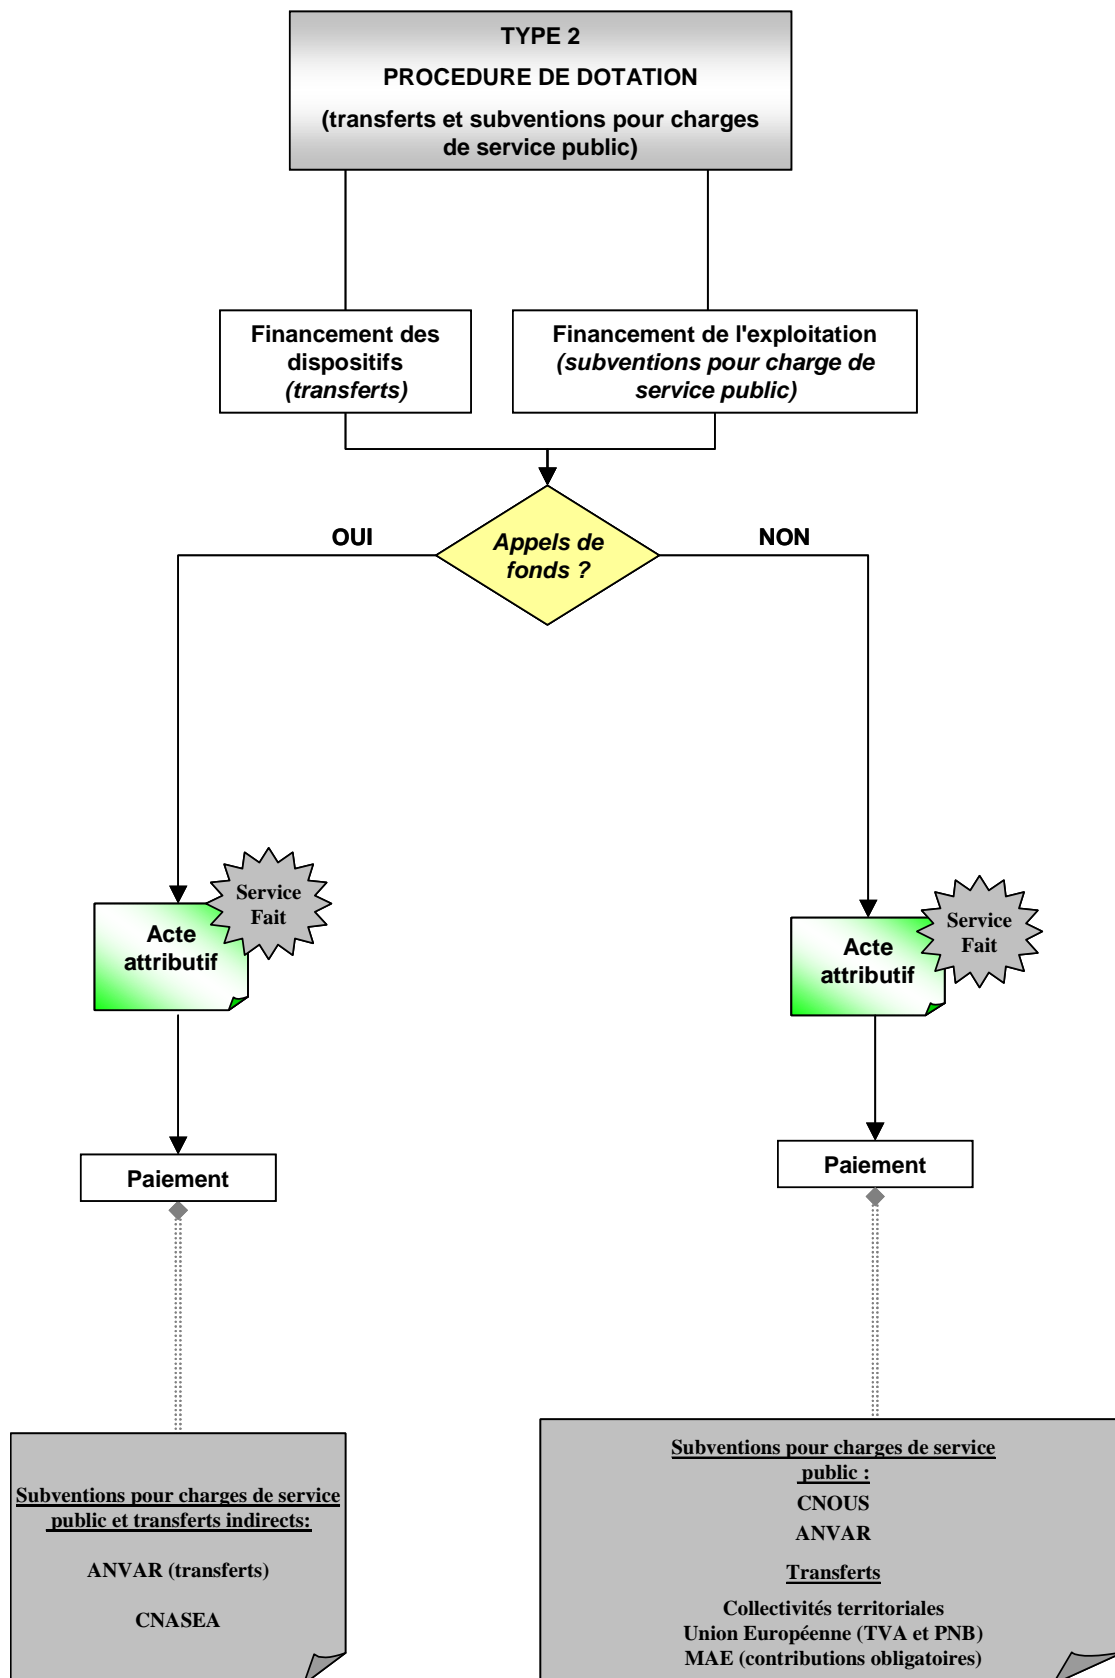 TYPE 2
PROCEDURE DE DOTATION
(transferts et subventions pour charges
de service public)
Financement des
dispositifs
(transferts)
Financement de l'exploitation
(subventions pour charge de
service public)
OUI
Appels de
fonds ?
NON
Service
Fait
Acte
attributif
Service
Fait
Acte
attributif
Paiement
Paiement
Subventions pour charges de service
public et transferts indirects:
ANVAR (transferts)
CNASEA
Subventions pour charges de service
public :
CNOUS
ANVAR
Transferts
Collectivités territoriales
Union Européenne (TVA et PNB)
MAE (contributions obligatoires)